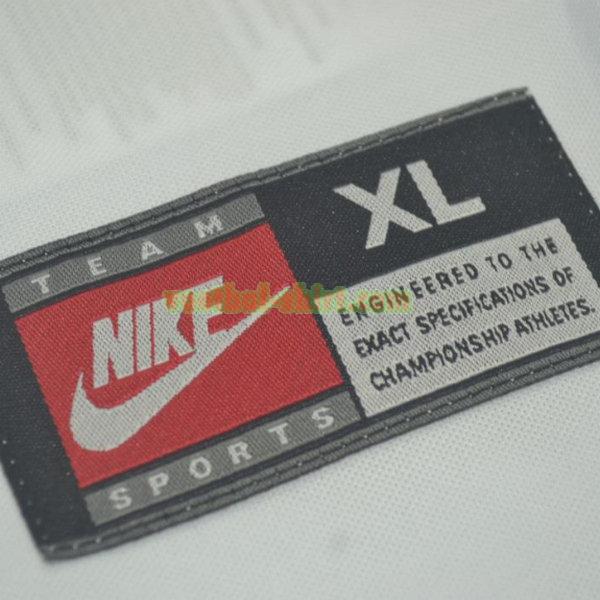 TEAM
NIKE
SPORTS
XL
ENGINEERED TO THE
EXACT SPECIFICATIONS OF
CHAMPIONSHIP ATHLETES.